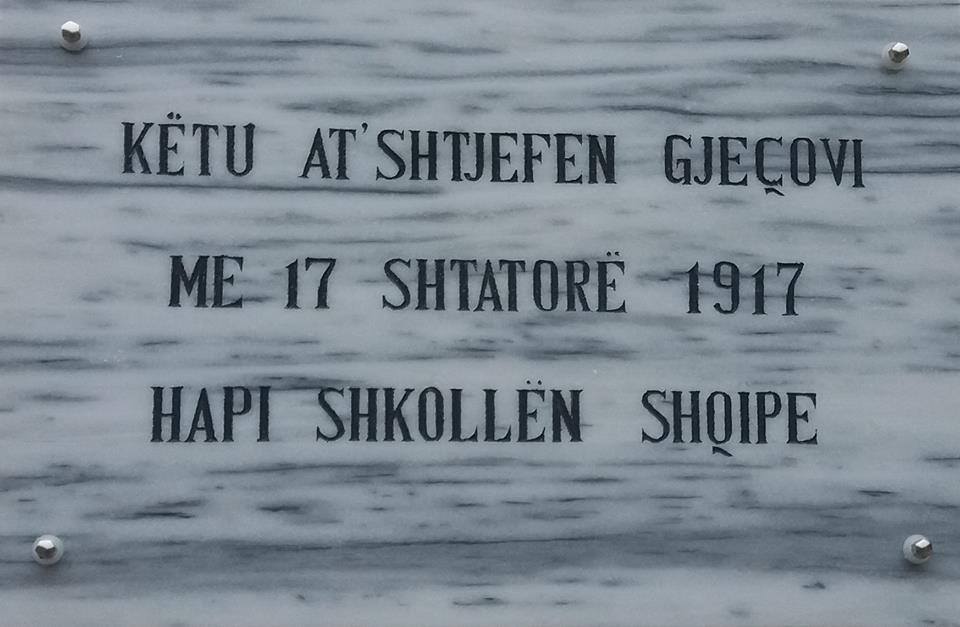 KËTU AT'SHTJEFEN GJEÇOVI
ME 17 SHTATORË 1917
HAPI SHKOLLËN SHQIPE